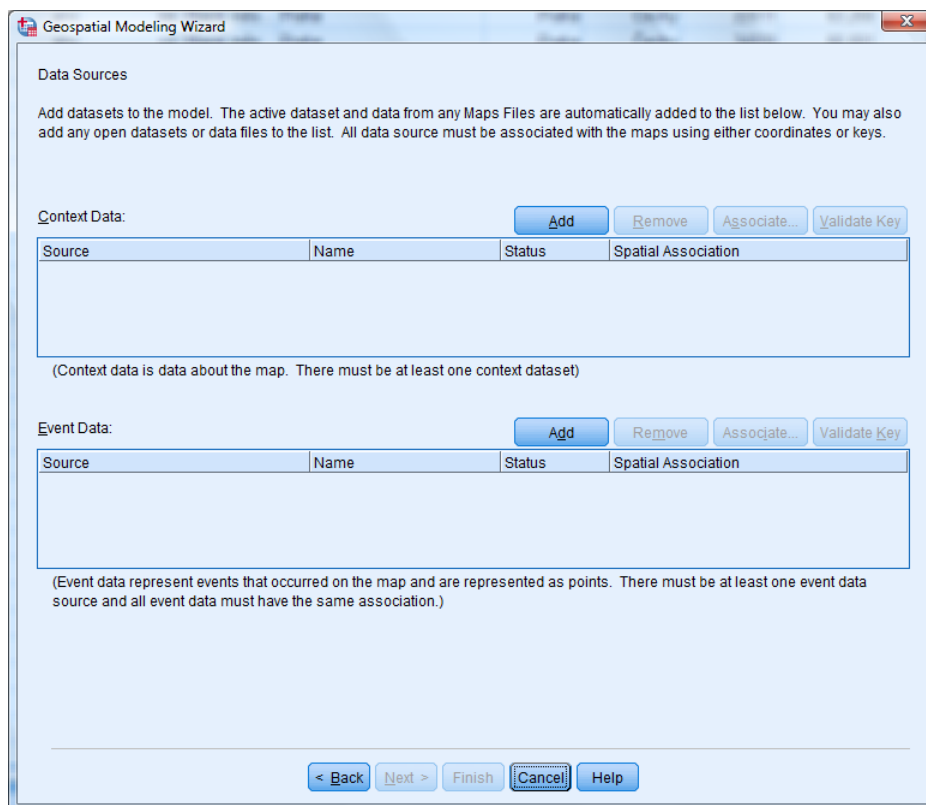 Geospatial Modeling Wizard
Data Sources
Add datasets to the model. The active dataset and data from any Maps Files are automatically added to the list below. You may also
add any open datasets or data files to the list. All data source must be associated with the maps using either coordinates or keys.
Context Data: Add Remove Associate... Validate Key
Source Name Status Spatial Association
(Context data is data about the map. There must be at least one context dataset)
Event Data: Add Remove Associate... Validate Key
Source Name Status Spatial Association
(Event data represent events that occurred on the map and are represented as points. There must be at least one event data
source and all event data must have the same association.)
< Back Next > Finish Cancel Help